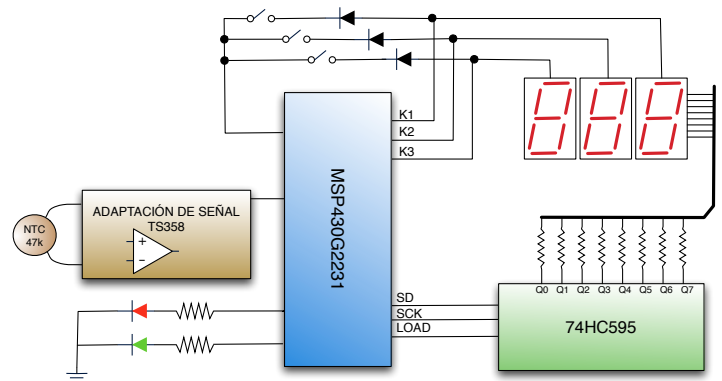 K1
K2
K3
MSP430G2231
ADAPTACIÓN DE SEÑAL
TS358
NTC
47k
+
-
SD
SCK
LOAD
Q0 Q1 Q2 Q3 Q4 Q5 Q6 Q7
74HC595